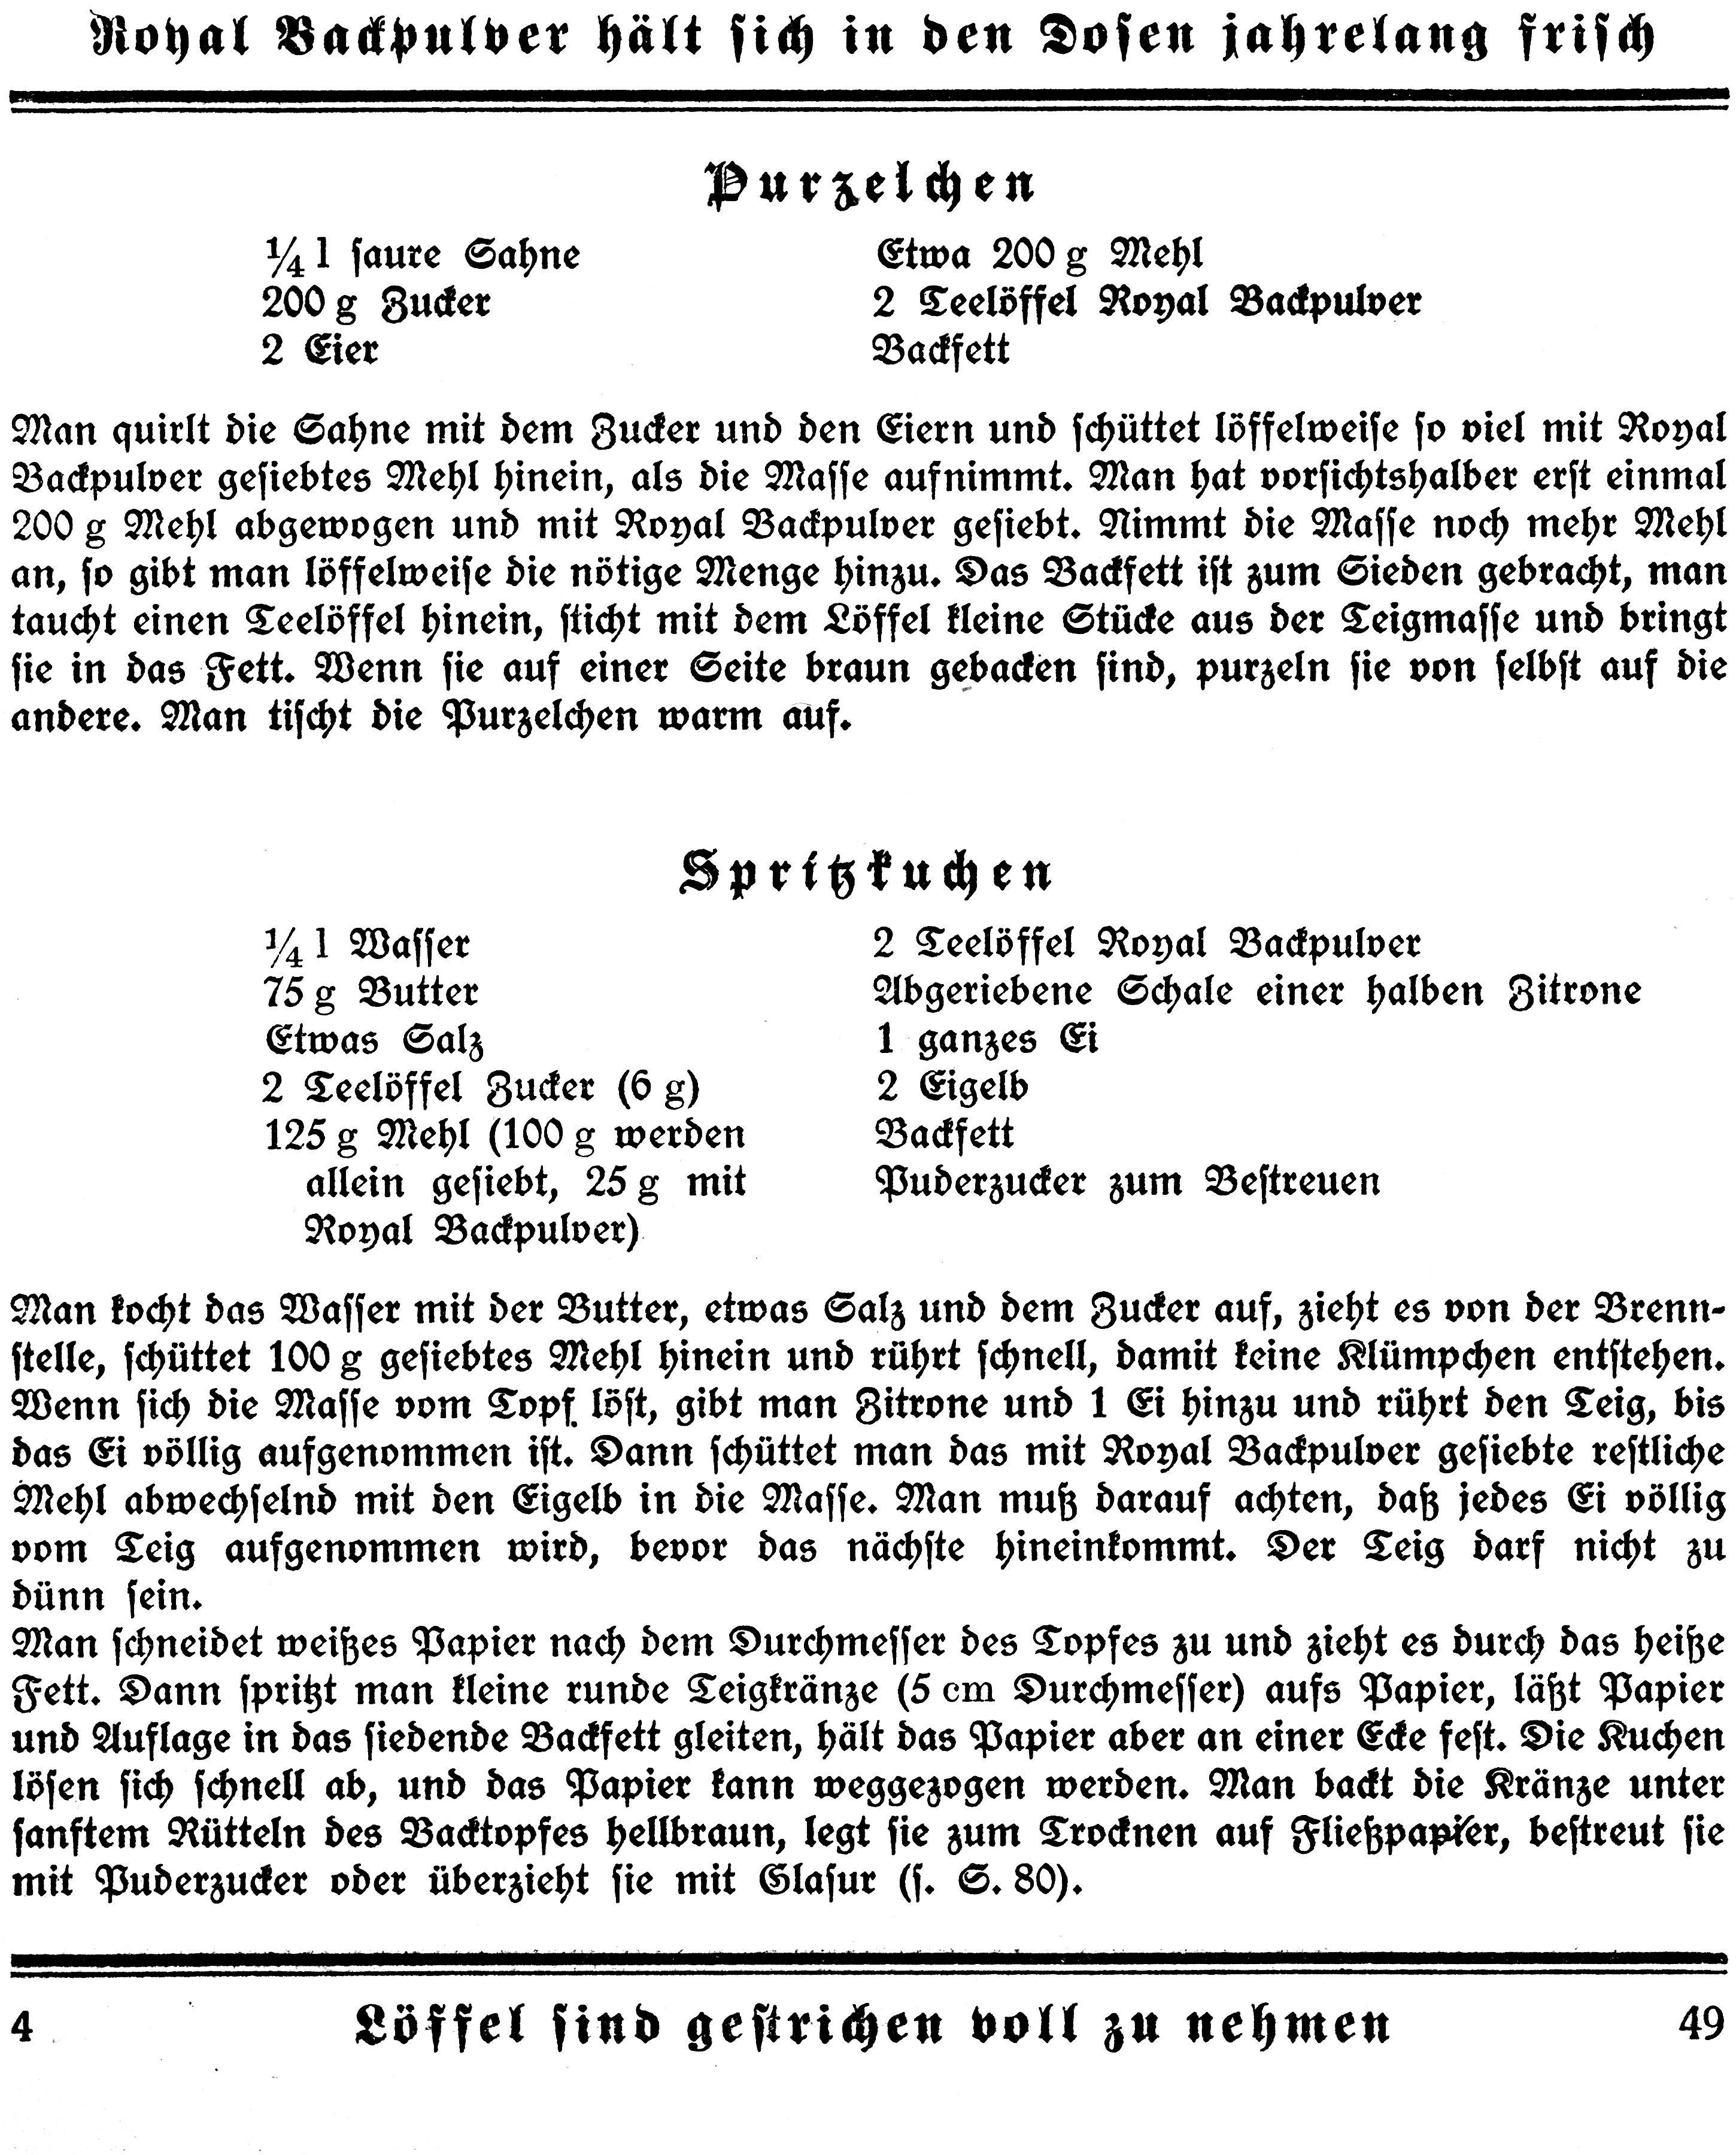 Royal Backpulver hält sich in den Dosen jahrelang frisch
Purzelchen
¼ l saure Sahne
200 g Zucker
2 Eier
Etwa 200 g Mehl
2 Teelöffel Royal Backpulver
Backfett
Man quirlt die Sahne mit dem Zucker und den Eiern und schüttet löffelweise so viel mit Royal
Backpulver gesiebtes Mehl hinein, als die Masse aufnimmt. Man hat vorsichtshalber erst einmal
200 g Mehl abgewogen und mit Royal Backpulver gesiebt. Nimmt die Masse noch mehr Mehl
an, so gibt man löffelweise die nötige Menge hinzu. Das Backfett ist zum Sieden gebracht, man
taucht einen Teelöffel hinein, sticht mit dem Löffel kleine Stücke aus der Teigmasse und bringt
sie in das Fett. Wenn sie auf einer Seite braun gebacken sind, purzeln sie von selbst auf die
andere. Man tischt die Purzelchen warm auf.
Spritzkuchen
¼ l Wasser
75 g Butter
Etwas Salz
2 Teelöffel Zucker (6 g)
125 g Mehl (100 g werden
allein gesiebt, 25 g mit
Royal Backpulver)
2 Teelöffel Royal Backpulver
Abgeriebene Schale einer halben Zitrone
1 ganzes Ei
2 Eigelb
Backfett
Puderzucker zum Bestreuen
Man kocht das Wasser mit der Butter, etwas Salz und dem Zucker auf, zieht es von der Brenn-
stelle, schüttet 100 g gesiebtes Mehl hinein und rührt schnell, damit keine Klümpchen entstehen.
Wenn sich die Masse vom Topf löst, gibt man Zitrone und 1 Ei hinzu und rührt den Teig, bis
das Ei völlig aufgenommen ist. Dann schüttet man das mit Royal Backpulver gesiebte restliche
Mehl abwechselnd mit den Eigelb in die Masse. Man muß darauf achten, daß jedes Ei völlig
vom Teig aufgenommen wird, bevor das nächste hineinkommt. Der Teig darf nicht zu
dünn sein.
Man schneidet weißes Papier nach dem Durchmesser des Topfes zu und zieht es durch das heiße
Fett. Dann spritzt man kleine runde Teigkränze (5 cm Durchmesser) aufs Papier, läßt Papier
und Auflage in das siedende Backfett gleiten, hält das Papier aber an einer Ecke fest. Die Kuchen
lösen sich schnell ab, und das Papier kann weggezogen werden. Man backt die Kränze unter
sanftem Rütteln des Backtopfes hellbraun, legt sie zum Trocknen auf Fließpapier, bestreut sie
mit Puderzucker oder überzieht sie mit Glasur (s. S. 80).
4 Löffel sind gestrichen voll zu nehmen 49